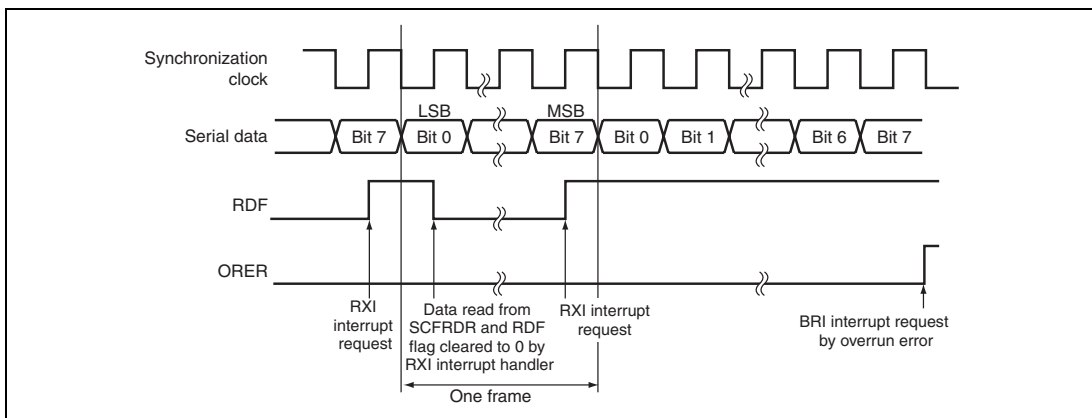 Synchronization
clock
LSB
MSB
Serial data
Bit 7
Bit 0
Bit 7
Bit 0
Bit 1
Bit 6
Bit 7
RDF
ORER
RXI
interrupt
request
Data read from
SCFRDR and RDF
flag cleared to 0 by
RXI interrupt handler
RXI interrupt
request
BRI interrupt request
by overrun error
One frame